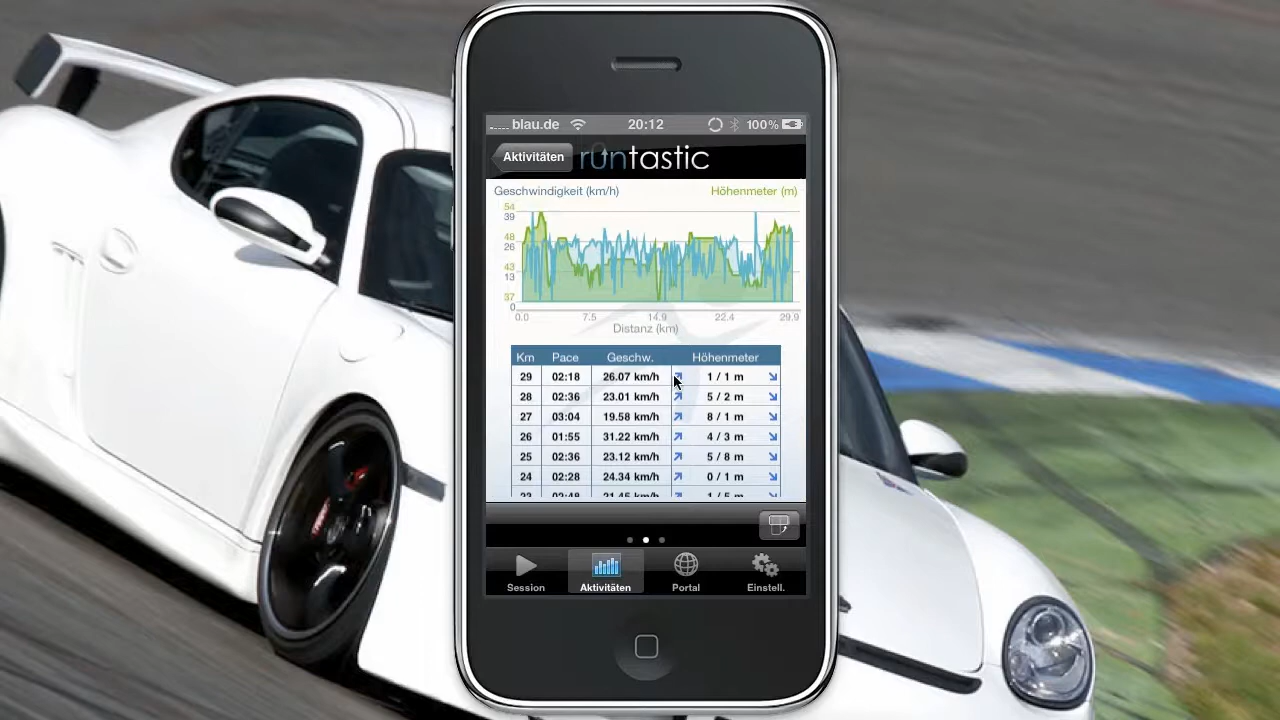 ..... blau.de 20:12 100%
Aktivitäten runtastic
Geschwindigkeit (km/h) Höhenmeter (m)
54
39
48
26
43
13
37
0
0.0 7.5 14.9 22.4 29.9
Distanz (km)
Km Pace Geschw. Höhenmeter
29 02:18 26.07 km/h 1 / 1 m
28 02:36 23.01 km/h 5 / 2 m
27 03:04 19.58 km/h 8 / 1 m
26 01:55 31.22 km/h 4 / 3 m
25 02:36 23.12 km/h 5 / 8 m
24 02:28 24.34 km/h 0 / 1 m
Session Aktivitäten Portal Einstell.